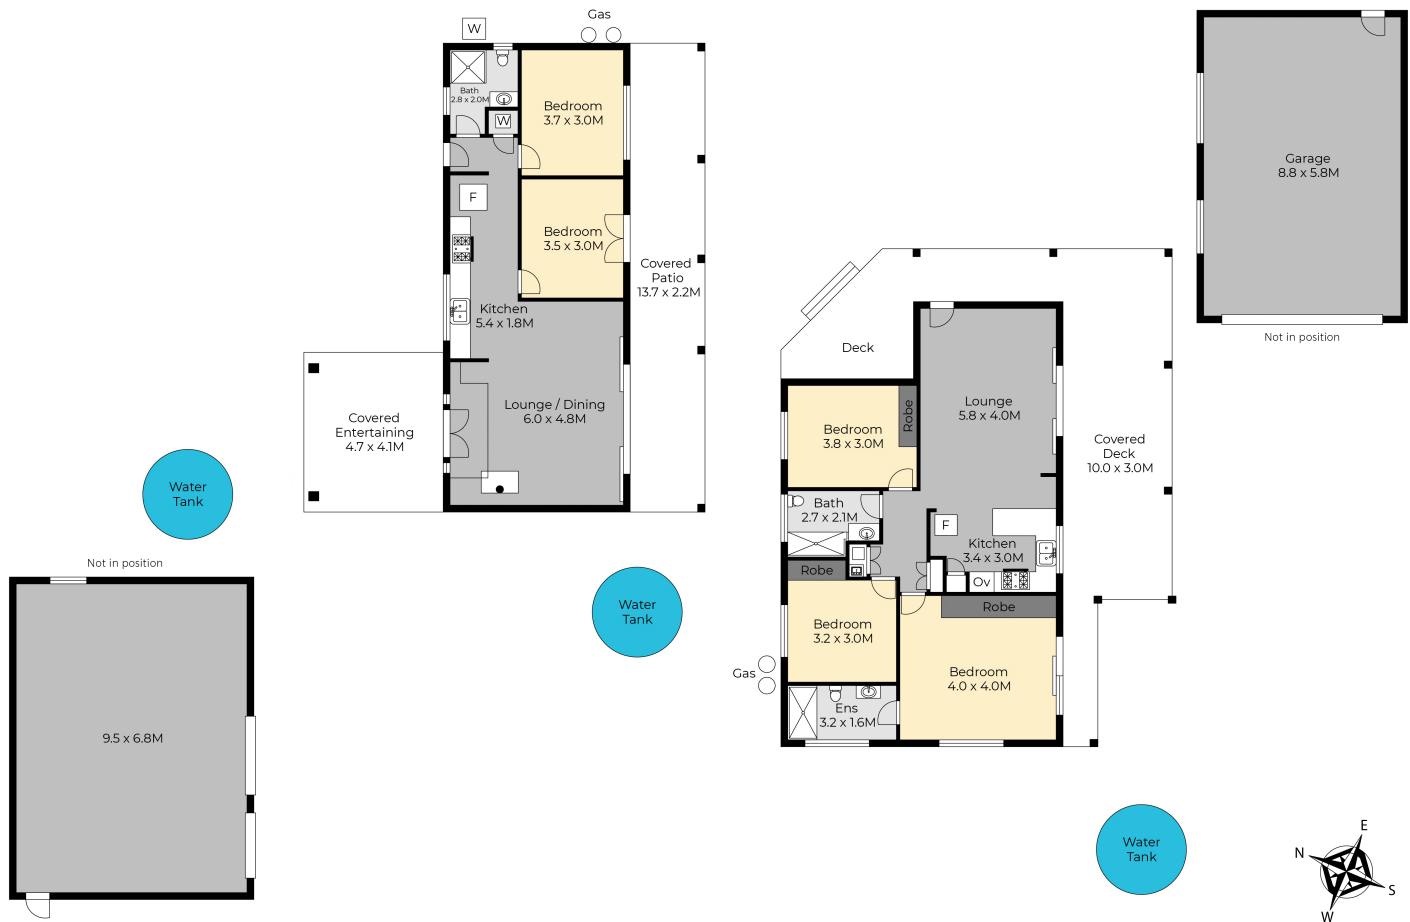 Gas
W
Bath
2.8 x 2.0M
W
Bedroom
3.7 x 3.0M
F
Bedroom
3.5 x 3.0M
Covered
Patio
13.7 x 2.2M
Kitchen
5.4 x 1.8M
Lounge / Dining
6.0 x 4.8M
Covered
Entertaining
4.7 x 4.1M
Water
Tank
Garage
8.8 x 5.8M
Not in position
Deck
Lounge
5.8 x 4.0M
Robe
Bedroom
3.8 x 3.0M
Covered
Deck
10.0 x 3.0M
Bath
2.7 x 2.1M
F
Kitchen
3.4 x 3.0M
Ov
Robe
Robe
Bedroom
3.2 x 3.0M
Bedroom
4.0 x 4.0M
Gas
Ens
3.2 x 1.6M
Not in position
9.5 x 6.8M
Water
Tank
Water
Tank
E
N
S
W